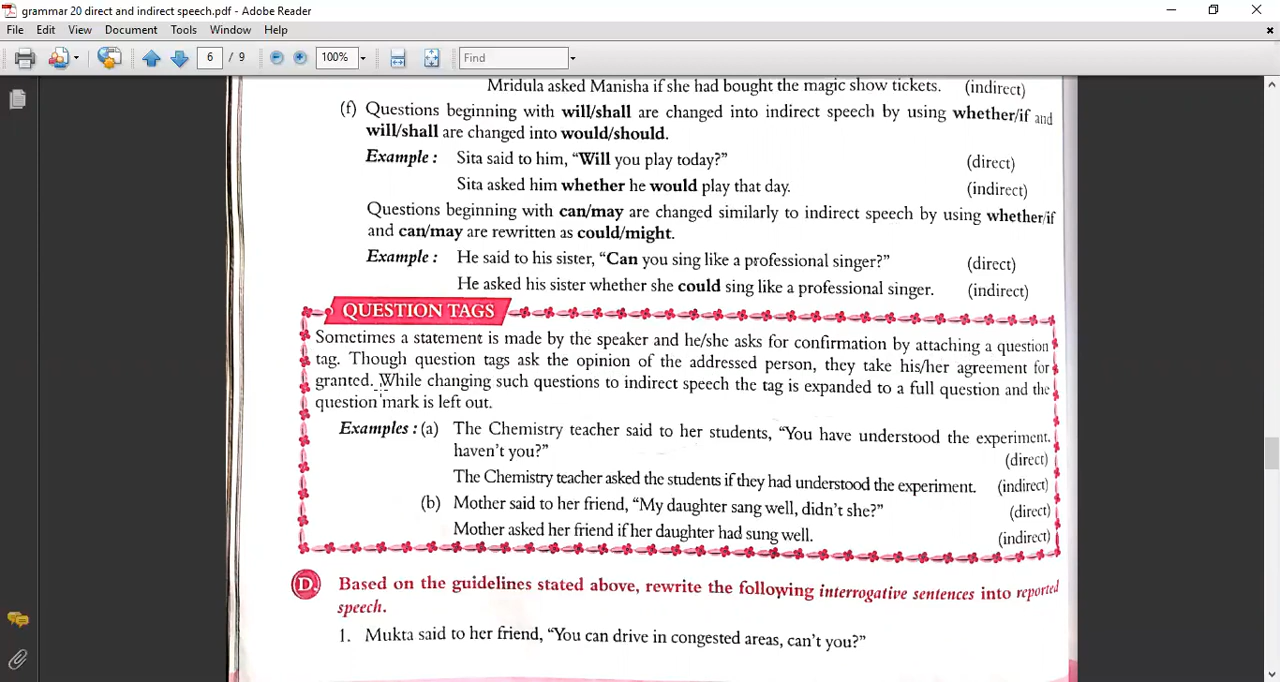 grammar 20 direct and indirect speech.pdf - Adobe Reader
File Edit View Document Tools Window Help
6 / 9 100% Find
Mridula asked Manisha if she had bought the magic show tickets. (indirect)
(f) Questions beginning with will/shall are changed into indirect speech by using whether/if and
will/shall are changed into would/should.
Example : Sita said to him, “Will you play today?” (direct)
Sita asked him whether he would play that day. (indirect)
Questions beginning with can/may are changed similarly to indirect speech by using whether/if
and can/may are rewritten as could/might.
Example : He said to his sister, “Can you sing like a professional singer?” (direct)
He asked his sister whether she could sing like a professional singer. (indirect)
QUESTION TAGS
Sometimes a statement is made by the speaker and he/she asks for confirmation by attaching a question
tag. Though question tags ask the opinion of the addressed person, they take his/her agreement for
granted. While changing such questions to indirect speech the tag is expanded to a full question and the
question mark is left out.
Examples : (a) The Chemistry teacher said to her students, “You have understood the experiment,
haven’t you?” (direct)
The Chemistry teacher asked the students if they had understood the experiment. (indirect)
(b) Mother said to her friend, “My daughter sang well, didn’t she?” (direct)
Mother asked her friend if her daughter had sung well. (indirect)
D. Based on the guidelines stated above, rewrite the following interrogative sentences into reported
speech.
1. Mukta said to her friend, “You can drive in congested areas, can’t you?”